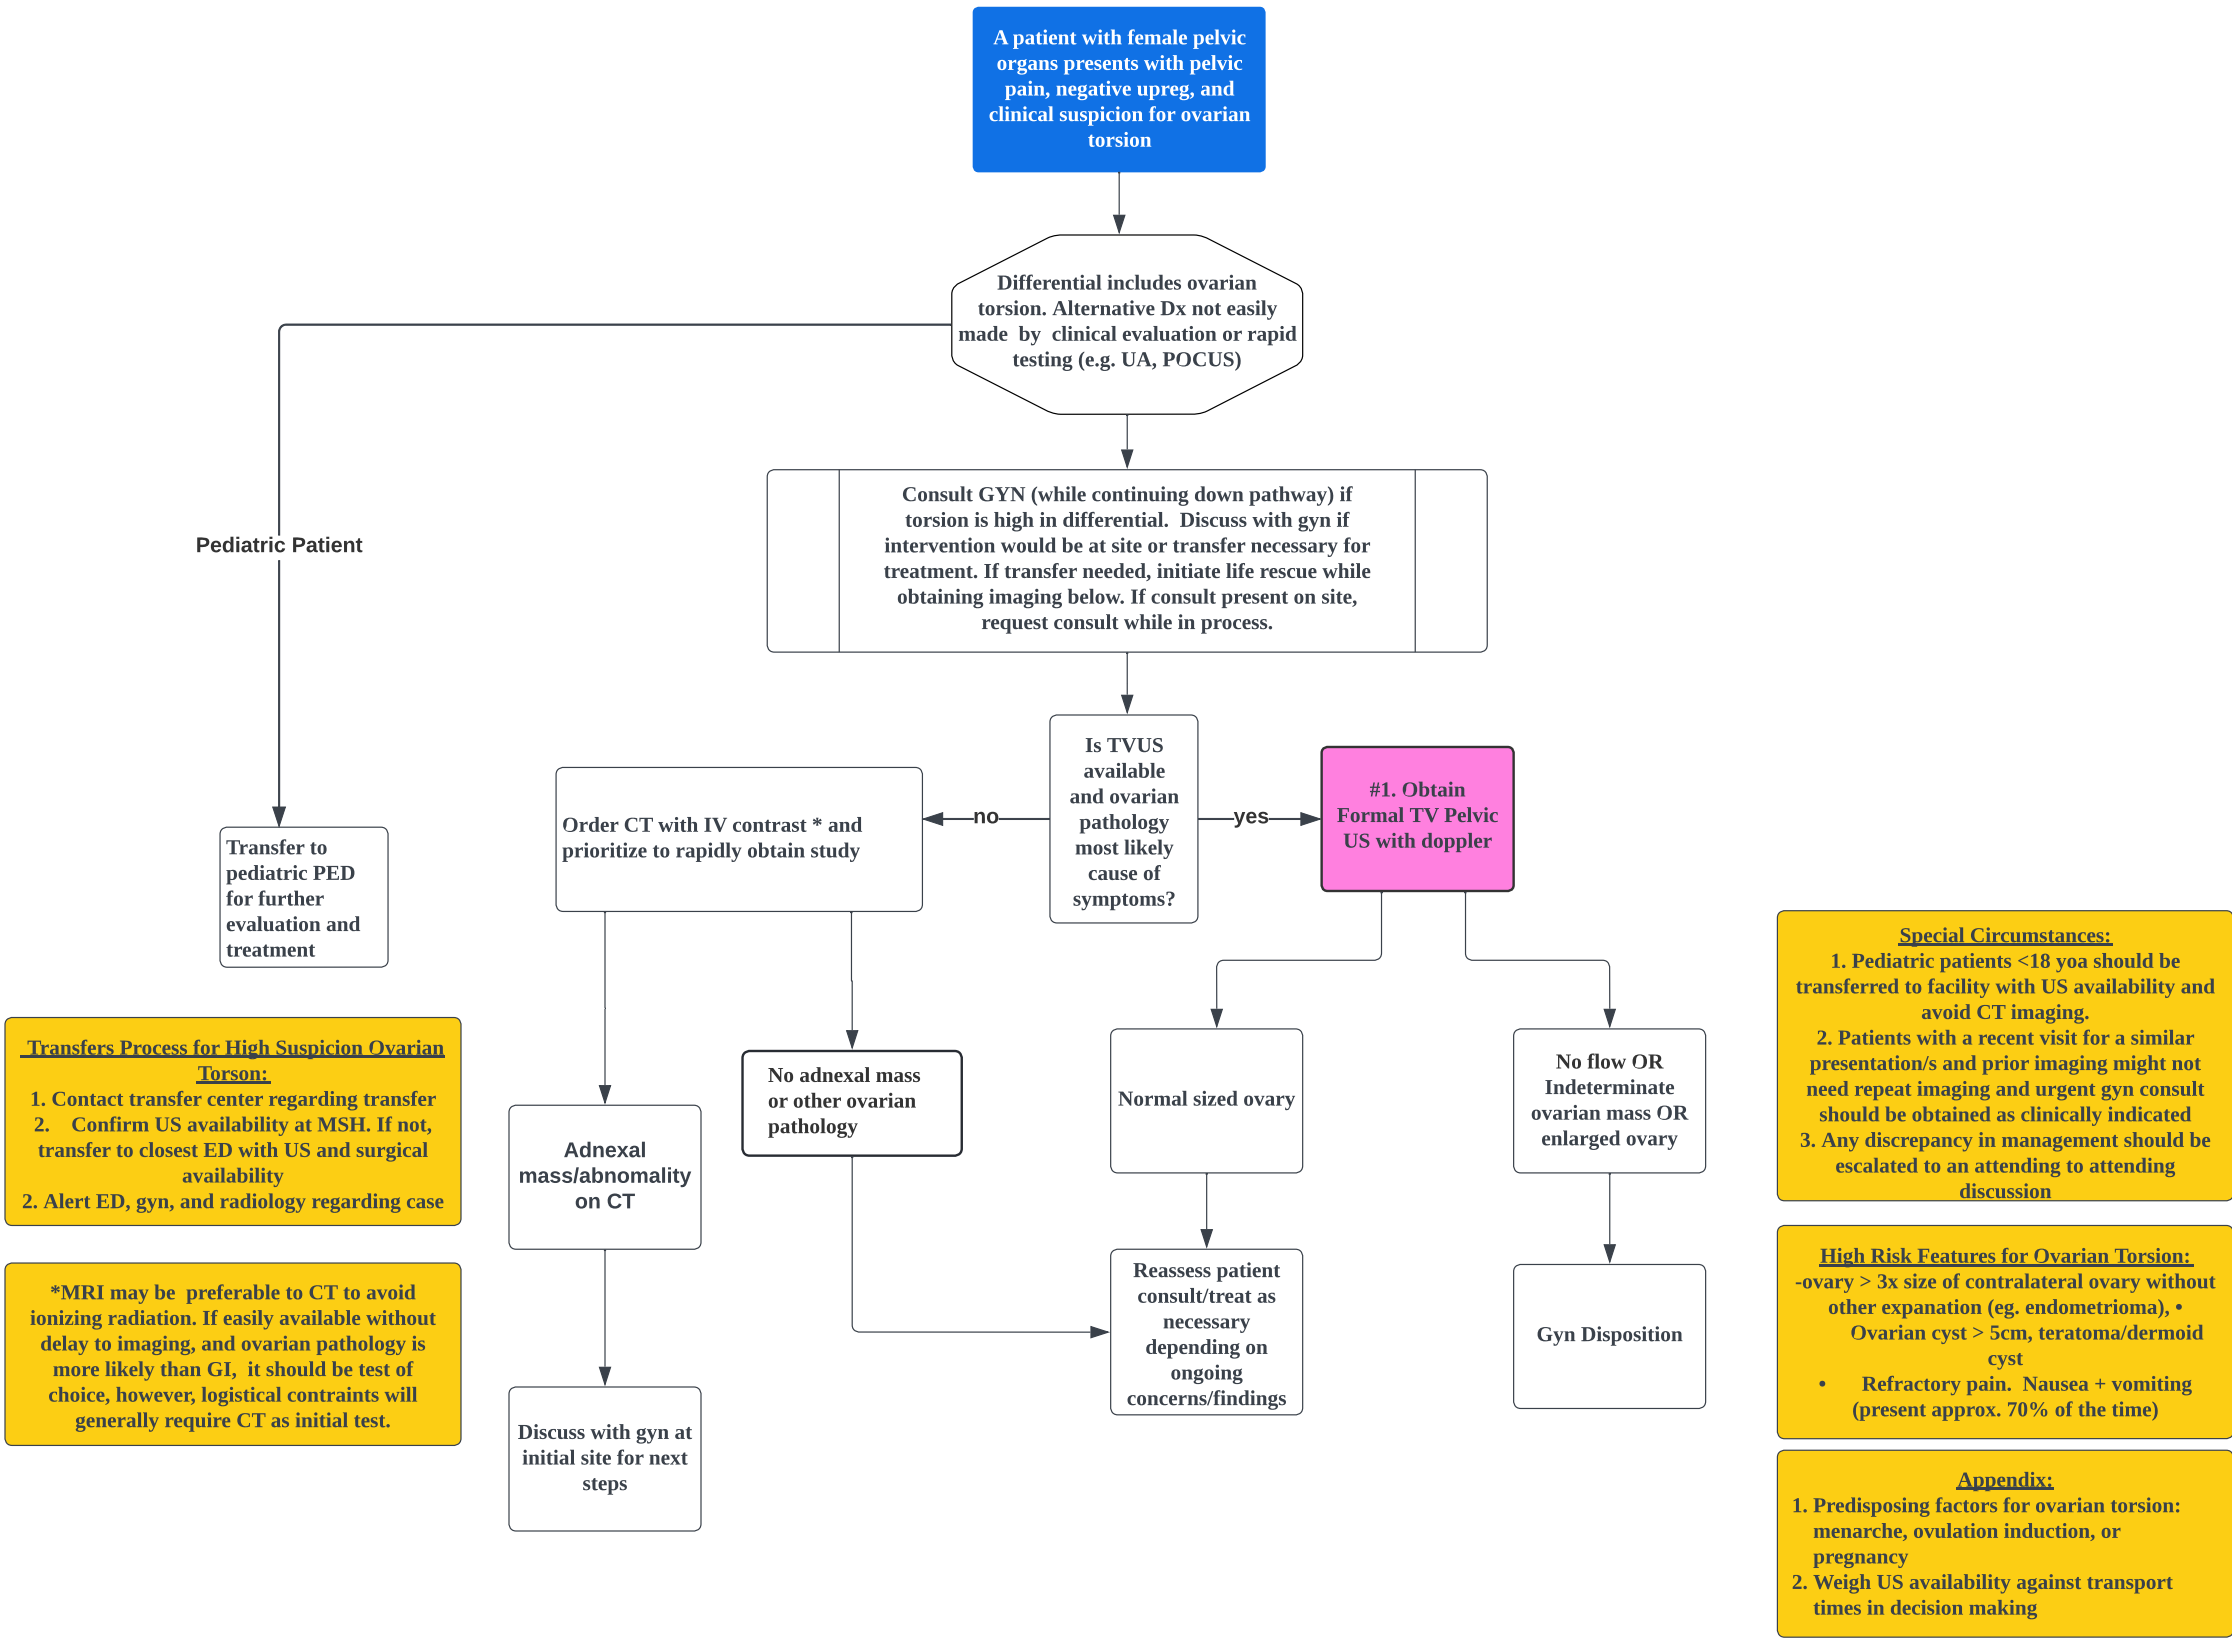 A patient with female pelvic
organs presents with pelvic
pain, negative upreg, and
clinical suspicion for ovarian
torsion
Differential includes ovarian
torsion. Alternative Dx not easily
made by clinical evaluation or rapid
testing (e.g. UA, POCUS)
Consult GYN (while continuing down pathway) if
torsion is high in differential. Discuss with gyn if
intervention would be at site or transfer necessary for
treatment. If transfer needed, initiate life rescue while
obtaining imaging below. If consult present on site,
request consult while in process.
Pediatric Patient
Transfer to
pediatric PED
for further
evaluation and
treatment
Is TVUS
available
and ovarian
pathology
most likely
cause of
symptoms?
no
yes
Order CT with IV contrast * and
prioritize to rapidly obtain study
#1. Obtain
Formal TV Pelvic
US with doppler
Adnexal
mass/abnomality
on CT
No adnexal mass
or other ovarian
pathology
Normal sized ovary
No flow OR
Indeterminate
ovarian mass OR
enlarged ovary
Discuss with gyn at
initial site for next
steps
Reassess patient
consult/treat as
necessary
depending on
ongoing
concerns/findings
Gyn Disposition
Transfers Process for High Suspicion Ovarian
Torson:
1. Contact transfer center regarding transfer
2. Confirm US availability at MSH. If not,
transfer to closest ED with US and surgical
availability
2. Alert ED, gyn, and radiology regarding case
*MRI may be preferable to CT to avoid
ionizing radiation. If easily available without
delay to imaging, and ovarian pathology is
more likely than GI, it should be test of
choice, however, logistical contraints will
generally require CT as initial test.
Special Circumstances:
1. Pediatric patients <18 yoa should be
transferred to facility with US availability and
avoid CT imaging.
2. Patients with a recent visit for a similar
presentation/s and prior imaging might not
need repeat imaging and urgent gyn consult
should be obtained as clinically indicated
3. Any discrepancy in management should be
escalated to an attending to attending
discussion
High Risk Features for Ovarian Torsion:
-ovary > 3x size of contralateral ovary without
other expanation (eg. endometrioma), •
Ovarian cyst > 5cm, teratoma/dermoid
cyst
• Refractory pain. Nausea + vomiting
(present approx. 70% of the time)
Appendix:
1. Predisposing factors for ovarian torsion:
menarche, ovulation induction, or
pregnancy
2. Weigh US availability against transport
times in decision making